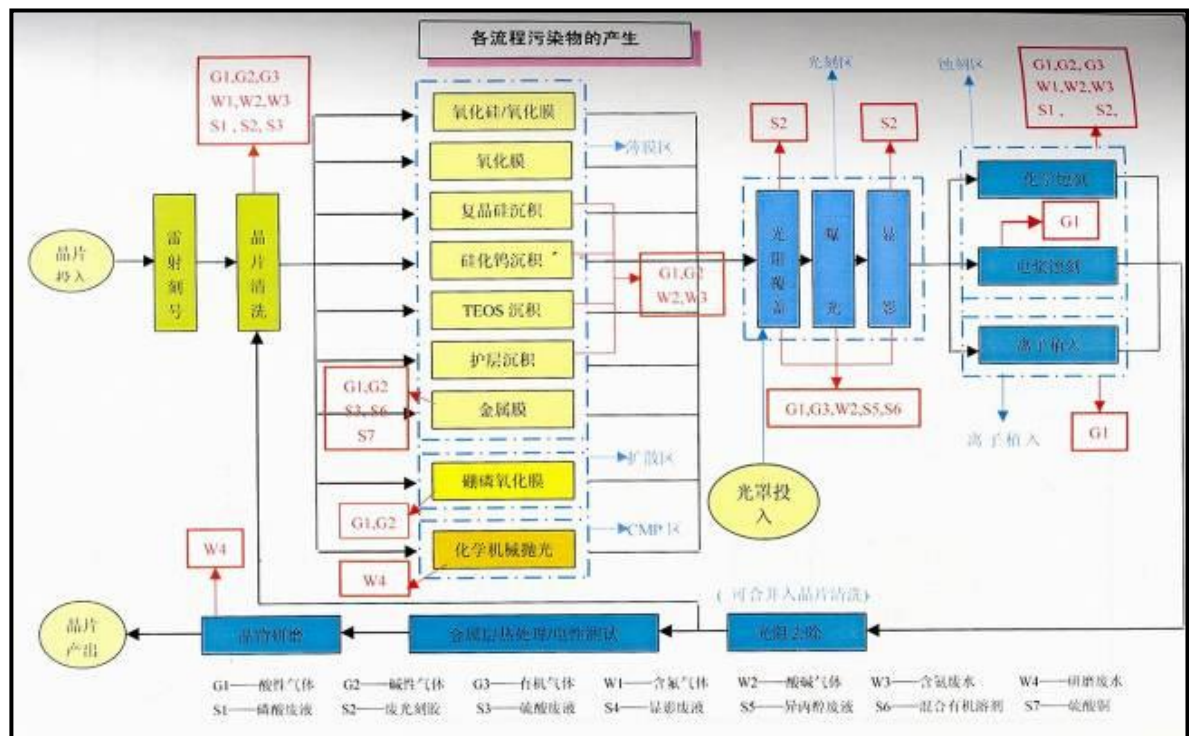 各流程污染物的产生
G1,G2,G3
W1,W2,W3
S1 、S2, S3
氧化硅/氧化膜
氧化膜
复晶硅沉积
硅化钨沉积
TEOS 沉积
护层沉积
金属膜
硼磷氧化膜
化学机械抛光
薄膜区
扩散区
CMP 区
晶片
投入
雷射刻号
晶片清洗
G1,G2
W2,W3
G1,G2
S3, S6
S7
G1,G2
W4
S2
光刻区
S2
光阻覆盖
曝光
显影
G1,G3,W2,S5,S6
光罩投
入
蚀刻区
G1,G2, G3
W1,W2,W3
S1 、 S2,
化学蚀刻
G1
电浆蚀刻
离子植入
离子植入
G1
W4
晶片
产出
晶背研磨
金属层热处理/电性测试
( 可合并入晶片清洗)
光阻去除
G1——酸性气体 G2——碱性气体 G3——有机气体 W1——含氟气体 W2——酸碱气体 W3——含氨废水 W4——研磨废水
S1——磷酸废液 S2——废光刻胶 S3——硫酸废液 S4——显影废液 S5——异丙醇废液 S6——混合有机溶剂 S7——硫酸铜